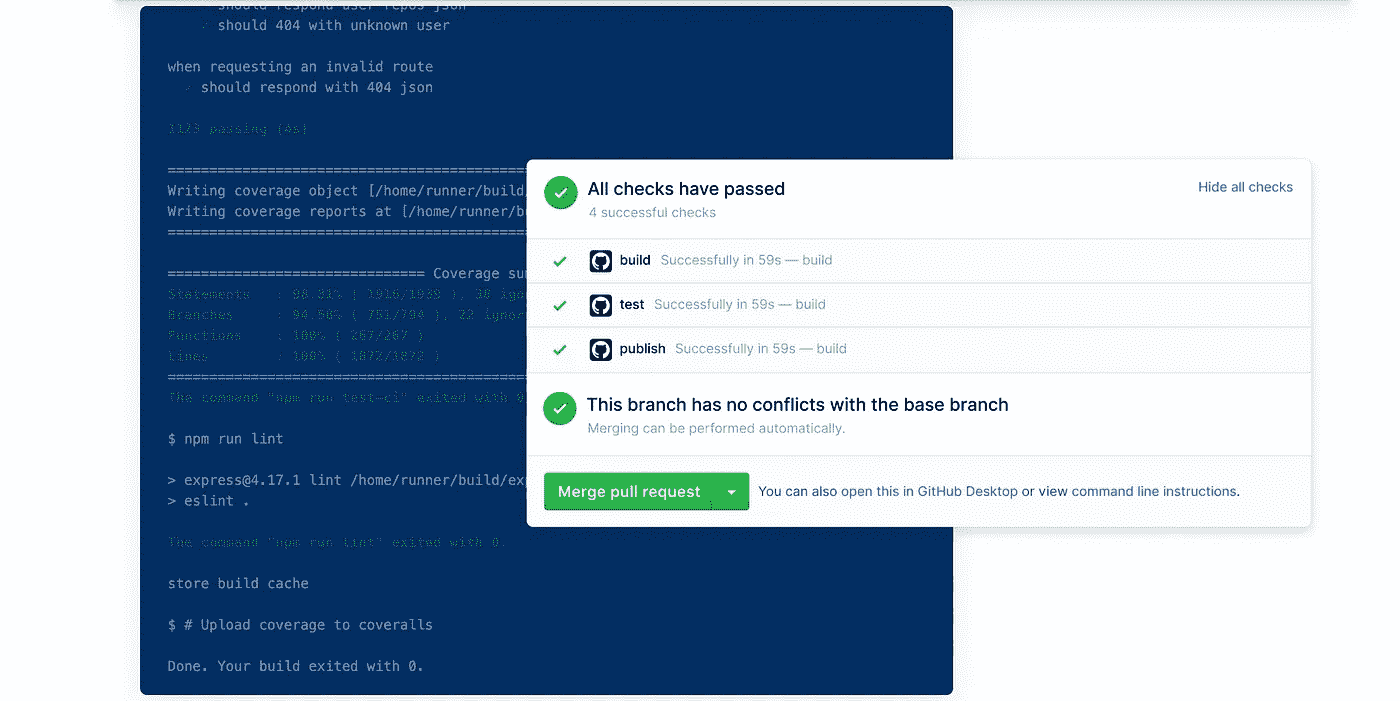 should respond user repos json
✓ should 404 with unknown user
when requesting an invalid route
✓ should respond with 404 json
1123 passing (4s)
=============================================
Writing coverage object [/home/runner/build
Writing coverage reports at [/home/runner/b
=============================================
=============================== Coverage su
Statements : 98.81% ( 1916/1939 ), 38 ignor
Branches : 94.58% ( 751/794 ), 22 ignor
Functions : 100% ( 267/267 )
Lines : 100% ( 1872/1872 )
=============================================
The command "npm run test-ci" exited with 0
$ npm run lint
> express@4.17.1 lint /home/runner/build/exp
> eslint .
The command "npm run lint" exited with 0.
store build cache
$ # Upload coverage to coveralls
Done. Your build exited with 0.
All checks have passed
Hide all checks
4 successful checks
build Successfully in 59s — build
test Successfully in 59s — build
publish Successfully in 59s — build
This branch has no conflicts with the base branch
Merging can be performed automatically.
Merge pull request
You can also open this in GitHub Desktop or view command line instructions.